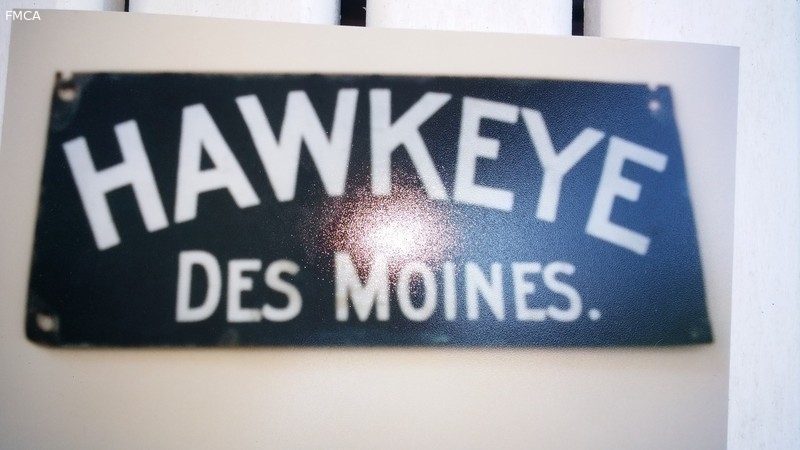 FMCA
HAWKEYE
DES MOINES.